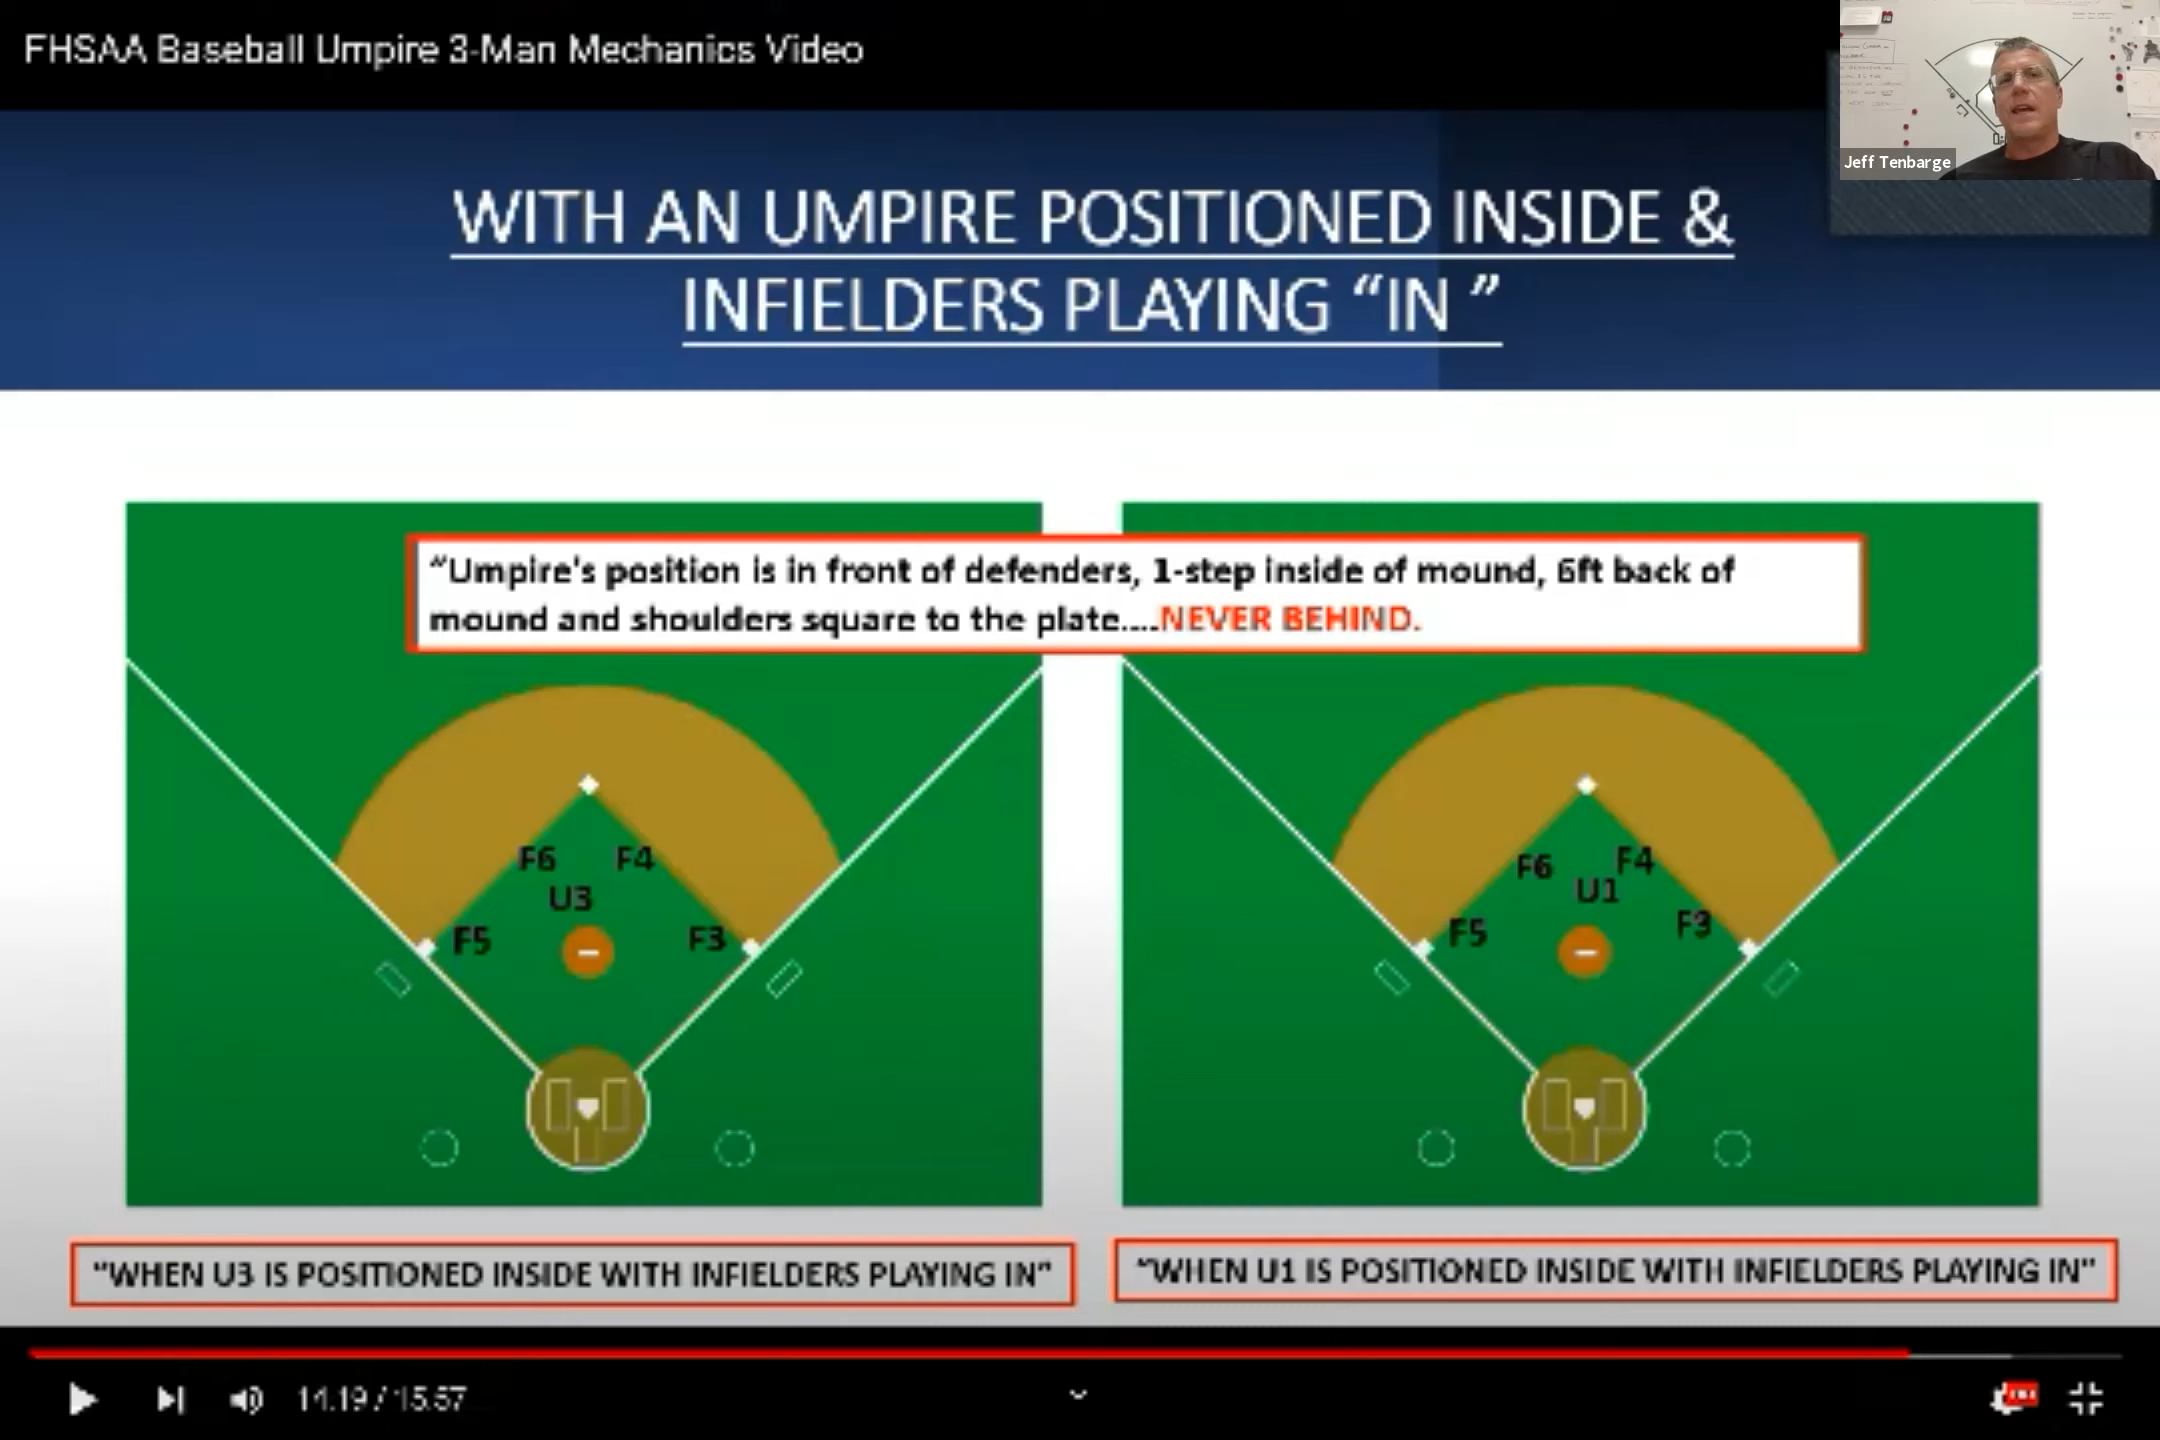 FHSAA Baseball Umpire 3-Man Mechanics Video
Jeff Tenbarge
WITH AN UMPIRE POSITIONED INSIDE &
INFIELDERS PLAYING “IN ”
“Umpire's position is in front of defenders, 1-step inside of mound, 6ft back of
mound and shoulders square to the plate....NEVER BEHIND.
F6 F4
U3
F5 F3
F6 F4
U1
F5 F3
“WHEN U3 IS POSITIONED INSIDE WITH INFIELDERS PLAYING IN”
“WHEN U1 IS POSITIONED INSIDE WITH INFIELDERS PLAYING IN”
14:19 / 15:57